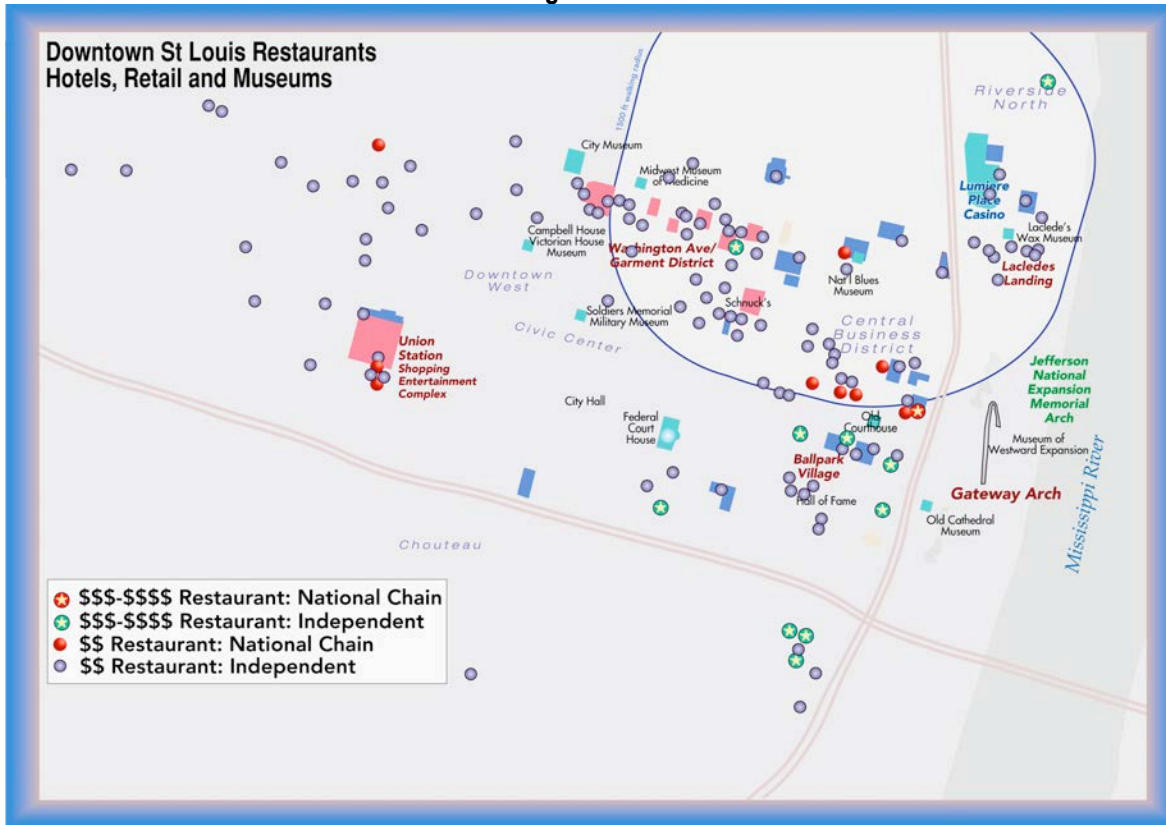 Downtown St Louis Restaurants
Hotels, Retail and Museums
1500 ft walking radius
Riverside
North
City Museum
Midwest Museum
of Medicine
Lumiere
Place
Casino
Laclede's
Wax Museum
Campbell House
Victorian House
Museum
Washington Ave/
Garment District
Lacledes
Landing
Downtown
West
Nat'l Blues
Museum
Soldiers Memorial
Military Museum
Schnuck's
Civic Center
Central
Business
District
Union
Station
Shopping
Entertainment
Complex
Jefferson
National
Expansion
Memorial
Arch
City Hall
Federal
Court
House
Old
Courthouse
Museum of
Westward Expansion
Ballpark
Village
Hall of Fame
Gateway Arch
Mississippi River
Old Cathedral
Museum
Chouteau
$$$-$$$$ Restaurant: National Chain
$$$-$$$$ Restaurant: Independent
$$ Restaurant: National Chain
$$ Restaurant: Independent